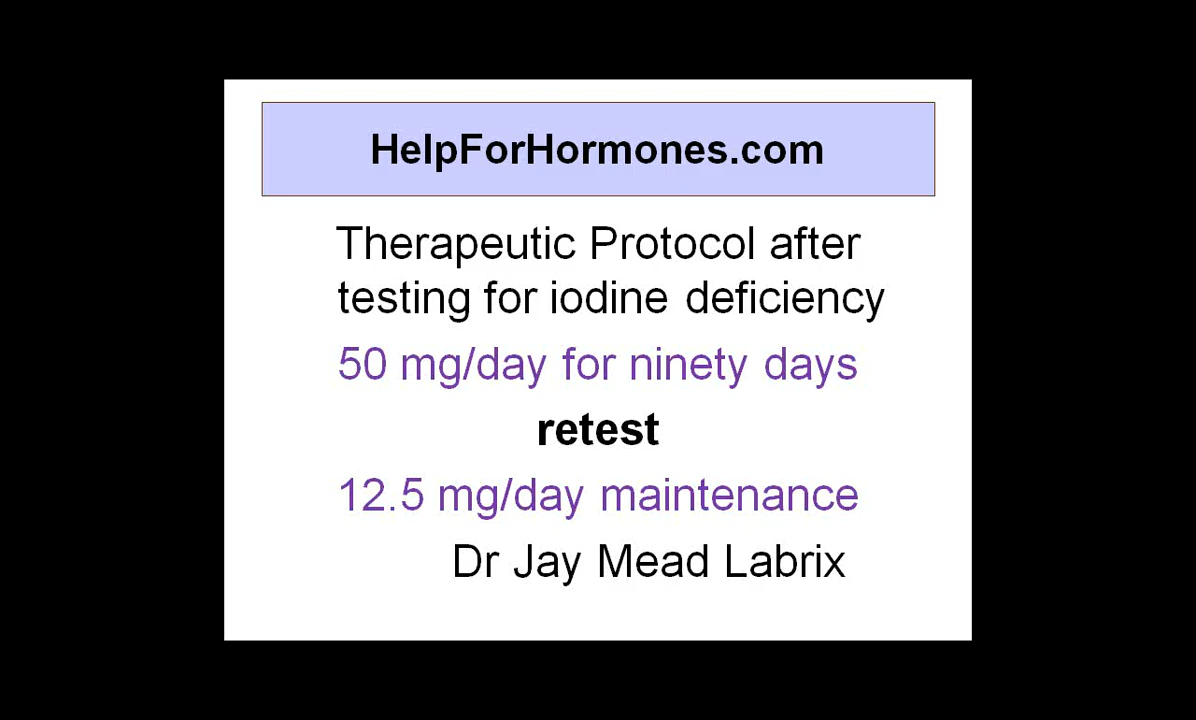 HelpForHormones.com
Therapeutic Protocol after
testing for iodine deficiency
50 mg/day for ninety days
retest
12.5 mg/day maintenance
Dr Jay Mead Labrix